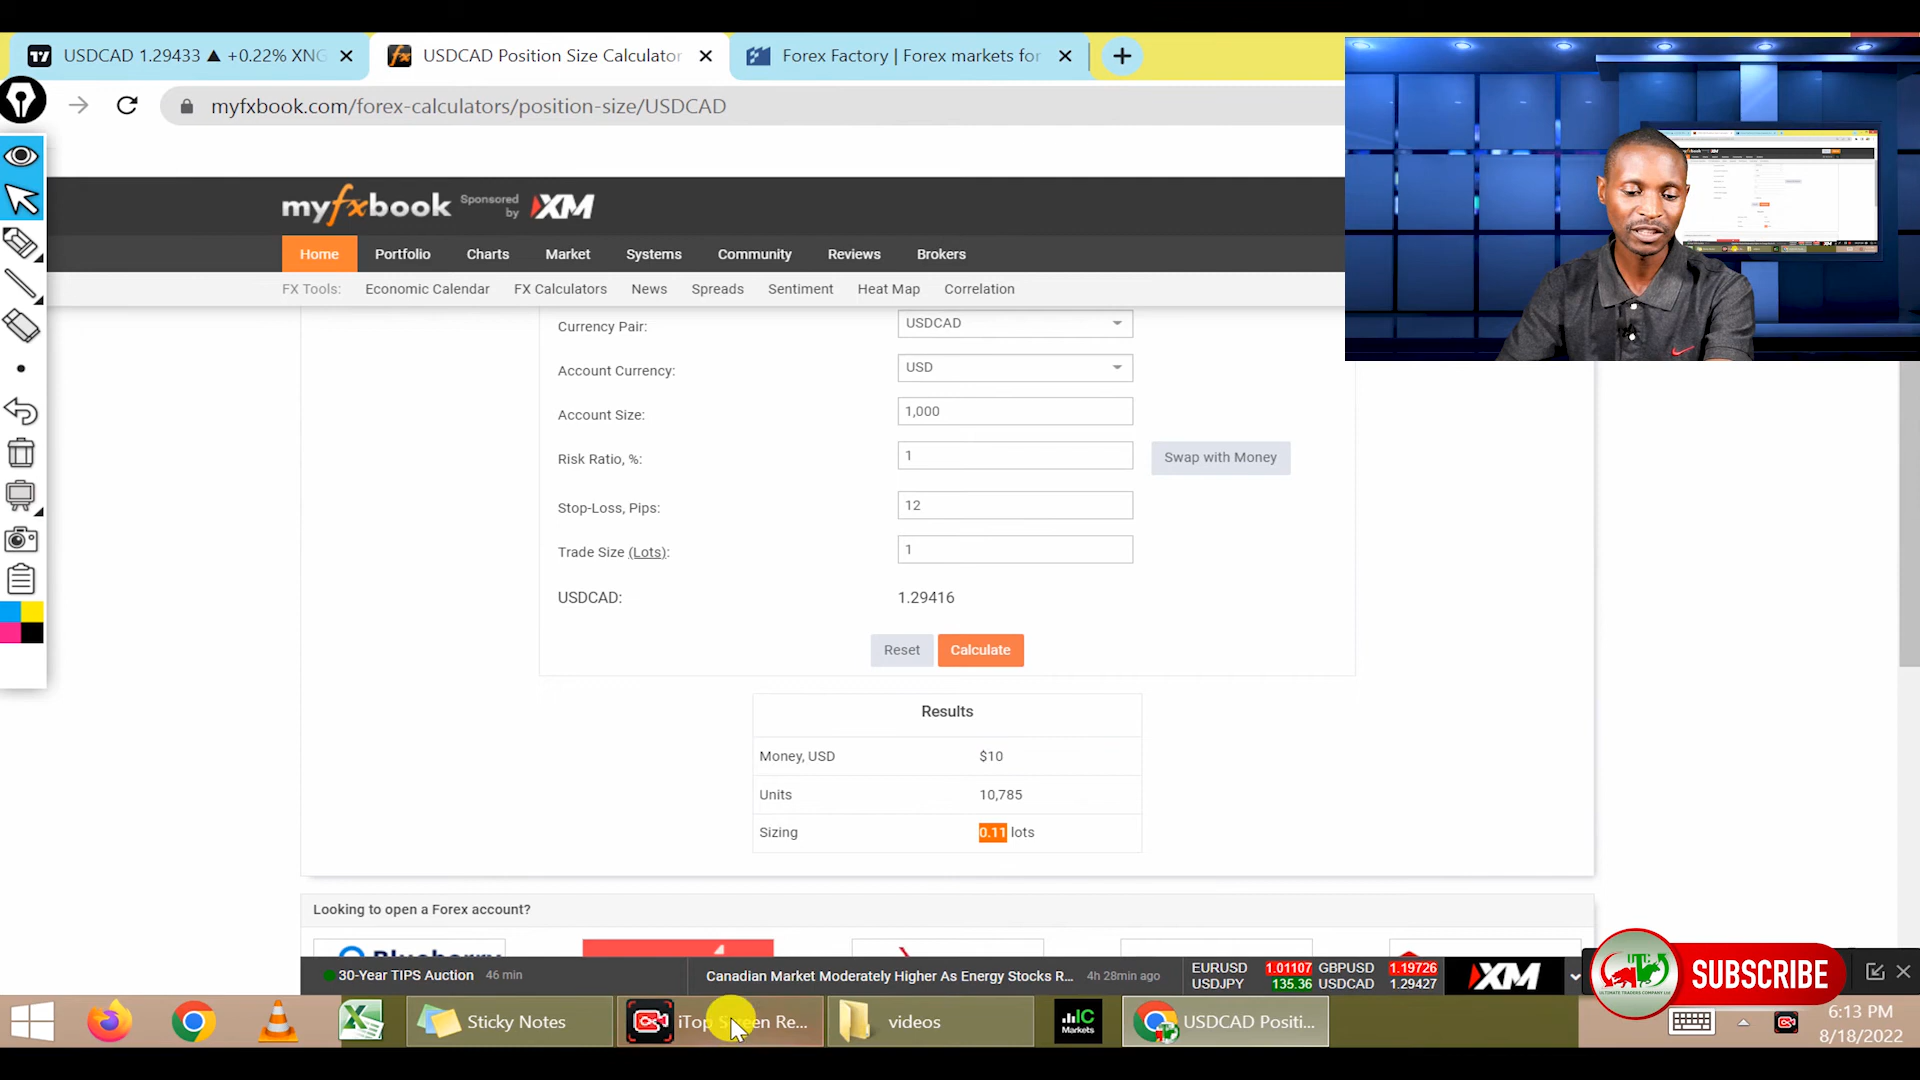 USDCAD 1.29433 ▲ +0.22% XNG
USDCAD Position Size Calculator
Forex Factory | Forex markets for
myfxbook.com/forex-calculators/position-size/USDCAD
myfxbook Sponsored by XM
Home Portfolio Charts Market Systems Community Reviews Brokers
FX Tools: Economic Calendar FX Calculators News Spreads Sentiment Heat Map Correlation
Currency Pair: USDCAD
Account Currency: USD
Account Size: 1,000
Risk Ratio, %: 1 Swap with Money
Stop-Loss, Pips: 12
Trade Size (Lots): 1
USDCAD: 1.29416
Reset Calculate
Results
Money, USD $10
Units 10,785
Sizing 0.11 lots
Looking to open a Forex account?
30-Year TIPS Auction 46 min
Canadian Market Moderately Higher As Energy Stocks R... 4h 28min ago
EURUSD 1.01107 GBPUSD 1.19726
USDJPY 135.36 USDCAD 1.29427
XM
SUBSCRIBE
Sticky Notes
iTop Screen Re...
videos
IC Markets
USDCAD Positi...
6:13 PM
8/18/2022